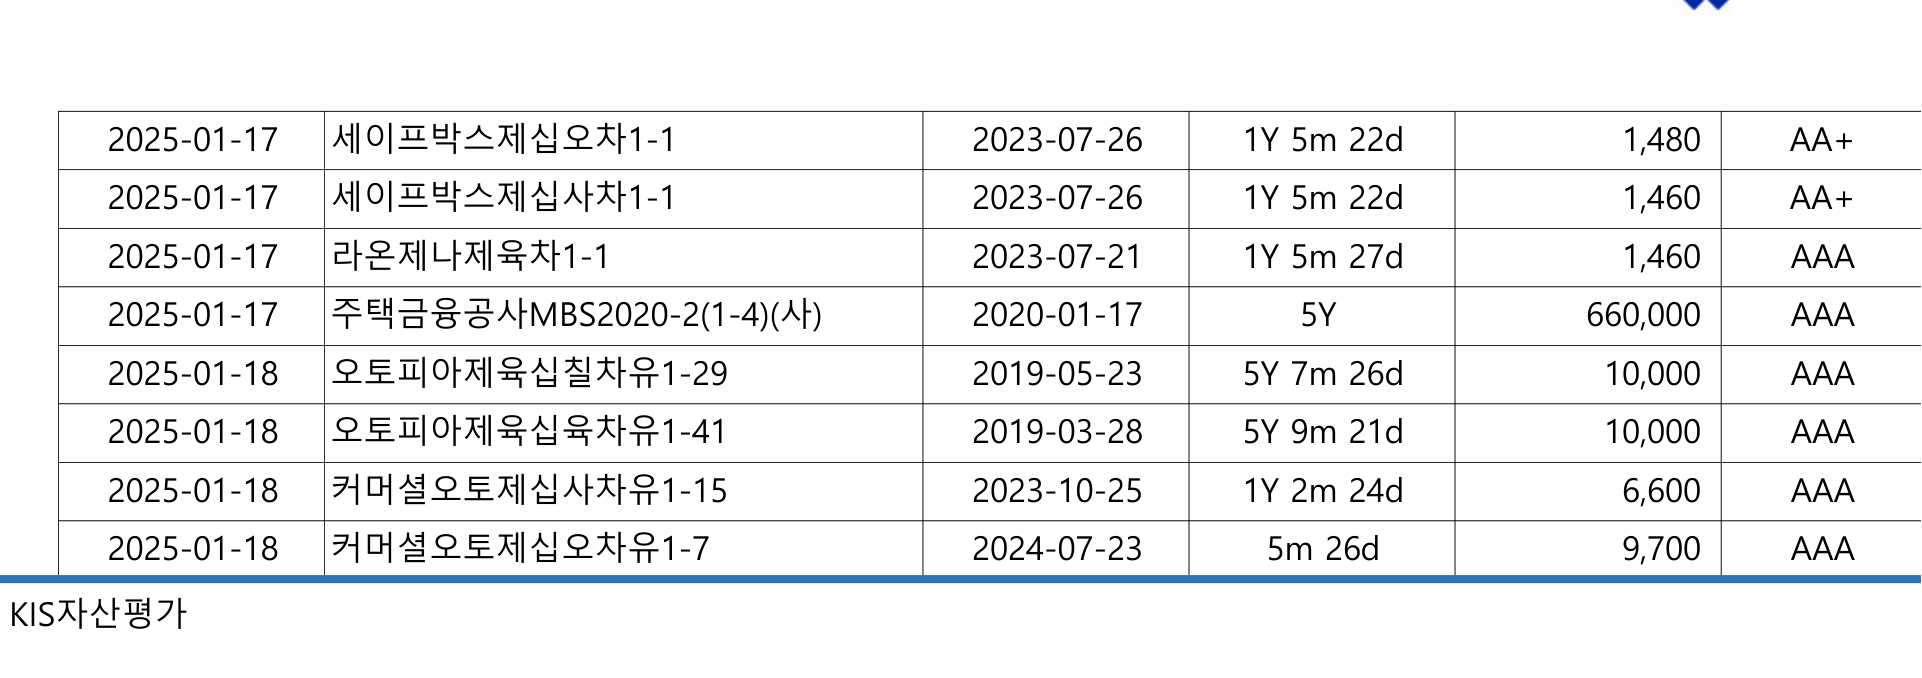 2025-01-17 세이프박스제십오차1-1 2023-07-26 1Y 5m 22d 1,480 AA+
2025-01-17 세이프박스제십사차1-1 2023-07-26 1Y 5m 22d 1,460 AA+
2025-01-17 라온제나제육차1-1 2023-07-21 1Y 5m 27d 1,460 AAA
2025-01-17 주택금융공사MBS2020-2(1-4)(사) 2020-01-17 5Y 660,000 AAA
2025-01-18 오토피아제육십칠차유1-29 2019-05-23 5Y 7m 26d 10,000 AAA
2025-01-18 오토피아제육십육차유1-41 2019-03-28 5Y 9m 21d 10,000 AAA
2025-01-18 커머셜오토제십사차유1-15 2023-10-25 1Y 2m 24d 6,600 AAA
2025-01-18 커머셜오토제십오차유1-7 2024-07-23 5m 26d 9,700 AAA
KIS자산평가